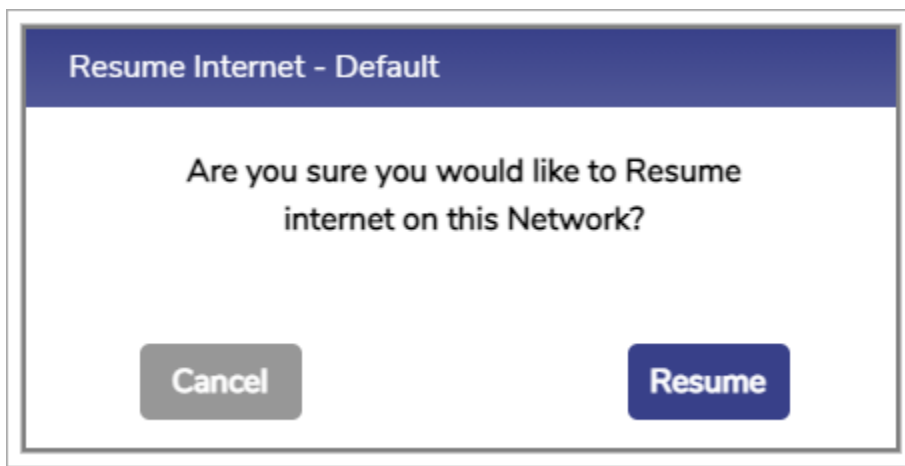 Resume Internet - Default
Are you sure you would like to Resume
internet on this Network?
Cancel
Resume